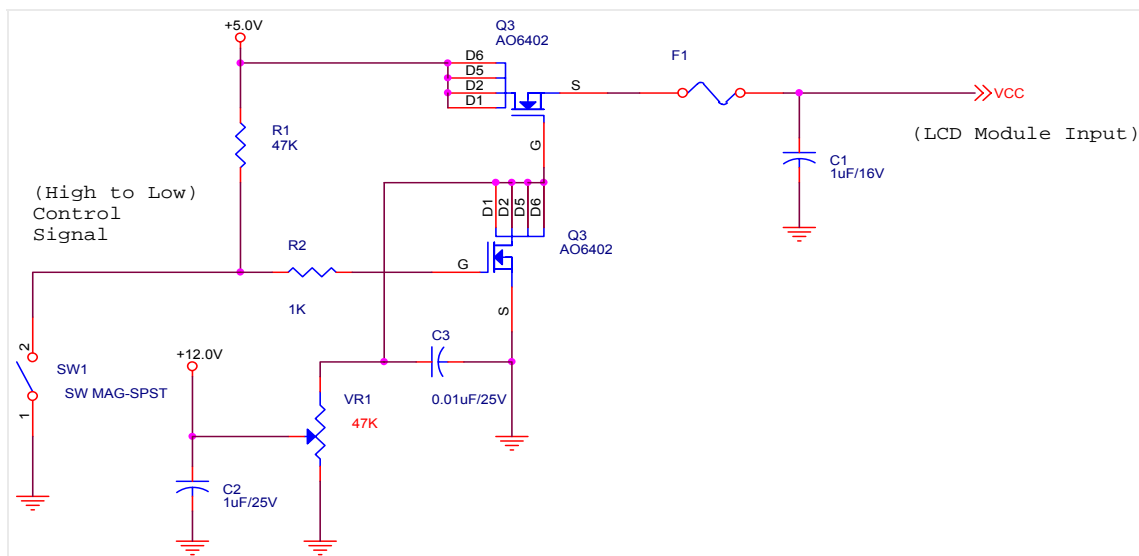 +5.0V
Q3
AO6402
D6
D5
D2
D1
S
G
F1
VCC
(LCD Module Input)
R1
47K
C1
1uF/16V
(High to Low)
Control
Signal
D1
D2
D5
D6
Q3
AO6402
R2
1K
G
S
C3
0.01uF/25V
+12.0V
2
SW1
SW MAG-SPST
1
VR1
47K
C2
1uF/25V